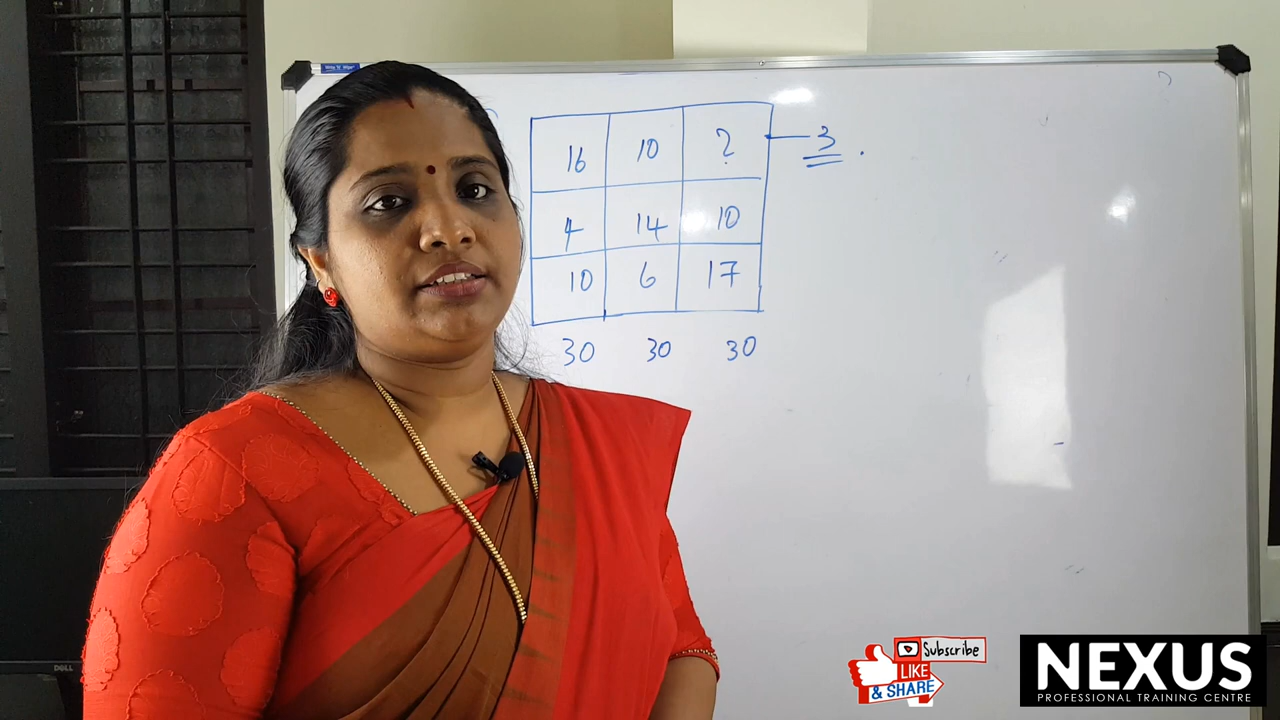 16 10 ? 3
4 14 10
10 6 17
30 30 30
Subscribe
LIKE
& SHARE
NEXUS
PROFESSIONAL TRAINING CENTRE
DELL